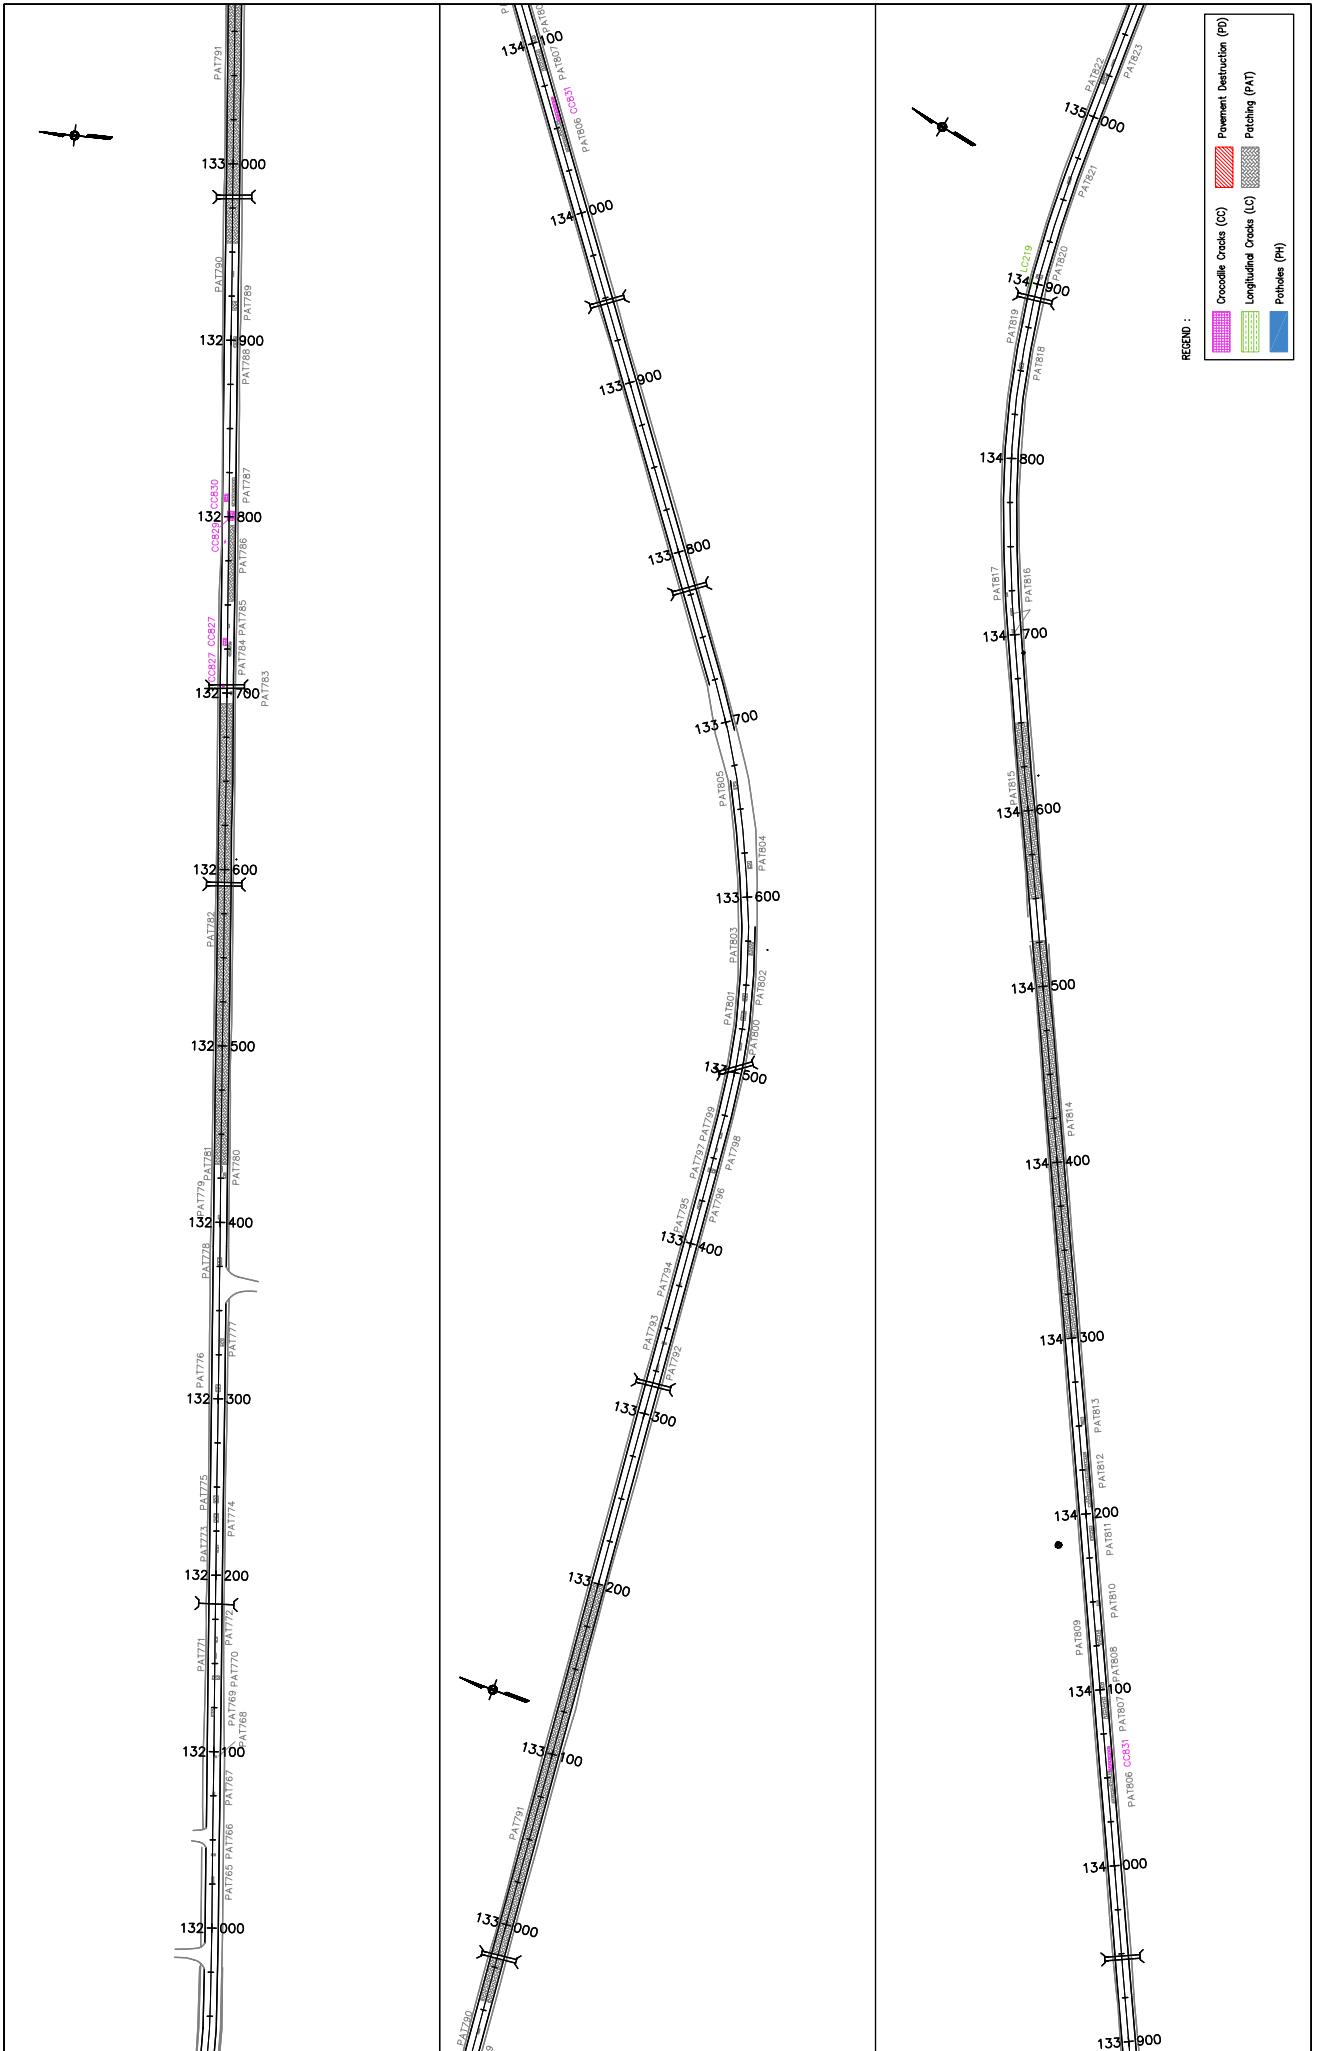 PAT791
133 000
PAT790
PAT789
132 900
PAT788
PAT787
CC830
132 800
CC829
PAT786
PAT785
CC827 CC827
PAT784
PAT783
132 700
132 600
PAT782
132 500
PAT781
PAT780
PAT779
132 400
PAT778
PAT777
PAT776
132 300
PAT775
PAT774
PAT773
132 200
PAT772
PAT771
PAT770
PAT769
PAT768
132 100
PAT767
PAT766
PAT765
132 000
134 100
PAT807
CC831
PAT806
134 000
133 900
133 800
133 700
PAT805
PAT804
133 600
PAT803
PAT802
PAT801
PAT800
133 500
PAT799
PAT798
PAT797
PAT796
PAT795
133 400
PAT794
PAT793
PAT792
133 300
133 200
133 100
PAT791
133 000
PAT790
PAT823
PAT822
135 000
PAT821
LC219
PAT820
134 900
PAT819
PAT818
134 800
PAT817
PAT816
134 700
PAT815
134 600
134 500
PAT814
134 400
134 300
PAT813
PAT812
134 200
PAT811
PAT810
PAT809
PAT808
134 100
PAT807
CC831
PAT806
134 000
133 900
REGEND :
Crocodile Cracks (CC)
Pavement Destruction (PD)
Longitudinal Cracks (LC)
Patching (PAT)
Potholes (PH)